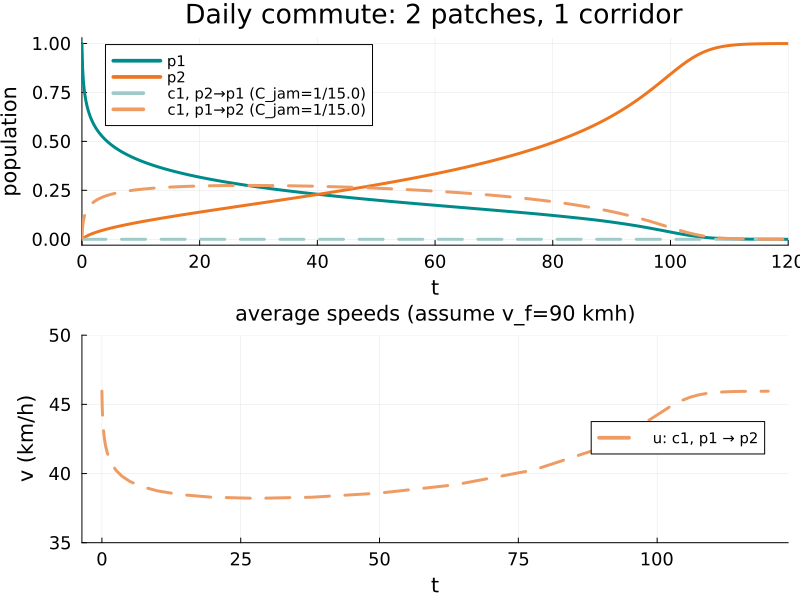 Daily commute: 2 patches, 1 corridor
population
1.00
0.75
0.50
0.25
0.00
p1
p2
c1, p2→p1 (C_jam=1/15.0)
c1, p1→p2 (C_jam=1/15.0)
0 20 40 60 80 100 120
t
average speeds (assume v_f=90 kmh)
v (km/h)
50
45
40
35
u: c1, p1 → p2
0 25 50 75 100
t